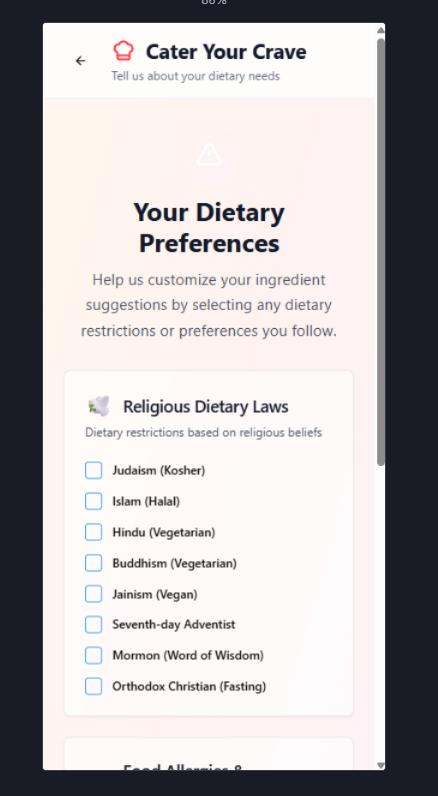 86%
Cater Your Crave
Tell us about your dietary needs
Your Dietary
Preferences
Help us customize your ingredient
suggestions by selecting any dietary
restrictions or preferences you follow.
Religious Dietary Laws
Dietary restrictions based on religious beliefs
Judaism (Kosher)
Islam (Halal)
Hindu (Vegetarian)
Buddhism (Vegetarian)
Jainism (Vegan)
Seventh-day Adventist
Mormon (Word of Wisdom)
Orthodox Christian (Fasting)
Food Allergies &